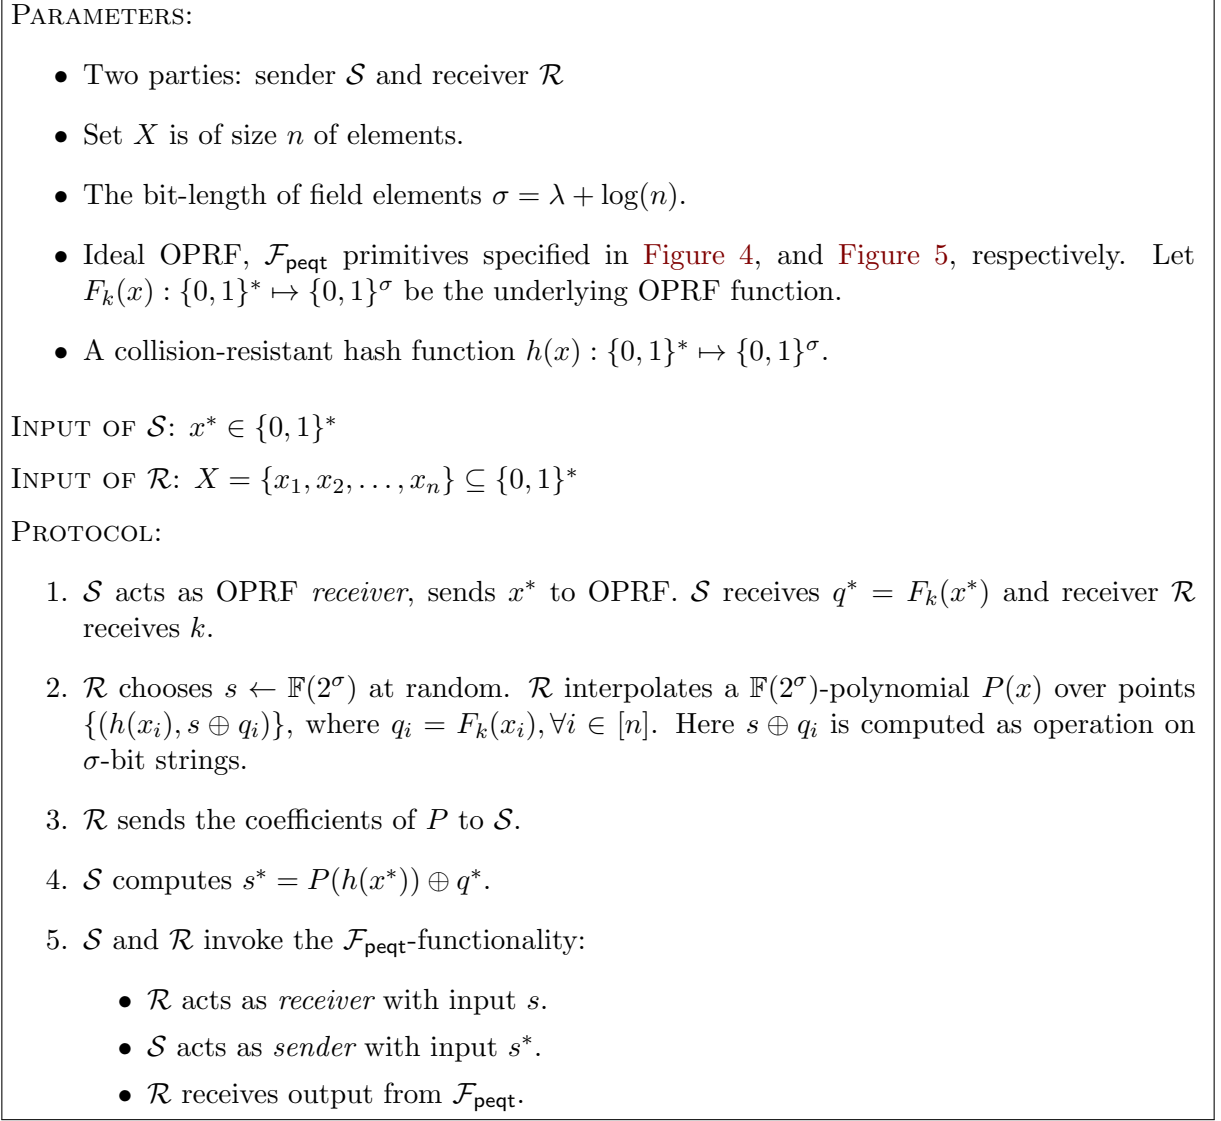 PARAMETERS:
• Two parties: sender 𝒮 and receiver ℛ
• Set X is of size n of elements.
• The bit-length of field elements σ = λ + log(n).
• Ideal OPRF, ℱ_peqt primitives specified in Figure 4, and Figure 5, respectively. Let
F_k(x) : {0, 1}* ↦ {0, 1}^σ be the underlying OPRF function.
• A collision-resistant hash function h(x) : {0, 1}* ↦ {0, 1}^σ.
INPUT OF 𝒮: x* ∈ {0, 1}*
INPUT OF ℛ: X = {x_1, x_2, . . . , x_n} ⊆ {0, 1}*
PROTOCOL:
1. 𝒮 acts as OPRF receiver, sends x* to OPRF. 𝒮 receives q* = F_k(x*) and receiver ℛ
receives k.
2. ℛ chooses s ← 𝔽(2^σ) at random. ℛ interpolates a 𝔽(2^σ)-polynomial P(x) over points
{(h(x_i), s ⊕ q_i)}, where q_i = F_k(x_i), ∀i ∈ [n]. Here s ⊕ q_i is computed as operation on
σ-bit strings.
3. ℛ sends the coefficients of P to 𝒮.
4. 𝒮 computes s* = P(h(x*)) ⊕ q*.
5. 𝒮 and ℛ invoke the ℱ_peqt-functionality:
• ℛ acts as receiver with input s.
• 𝒮 acts as sender with input s*.
• ℛ receives output from ℱ_peqt.